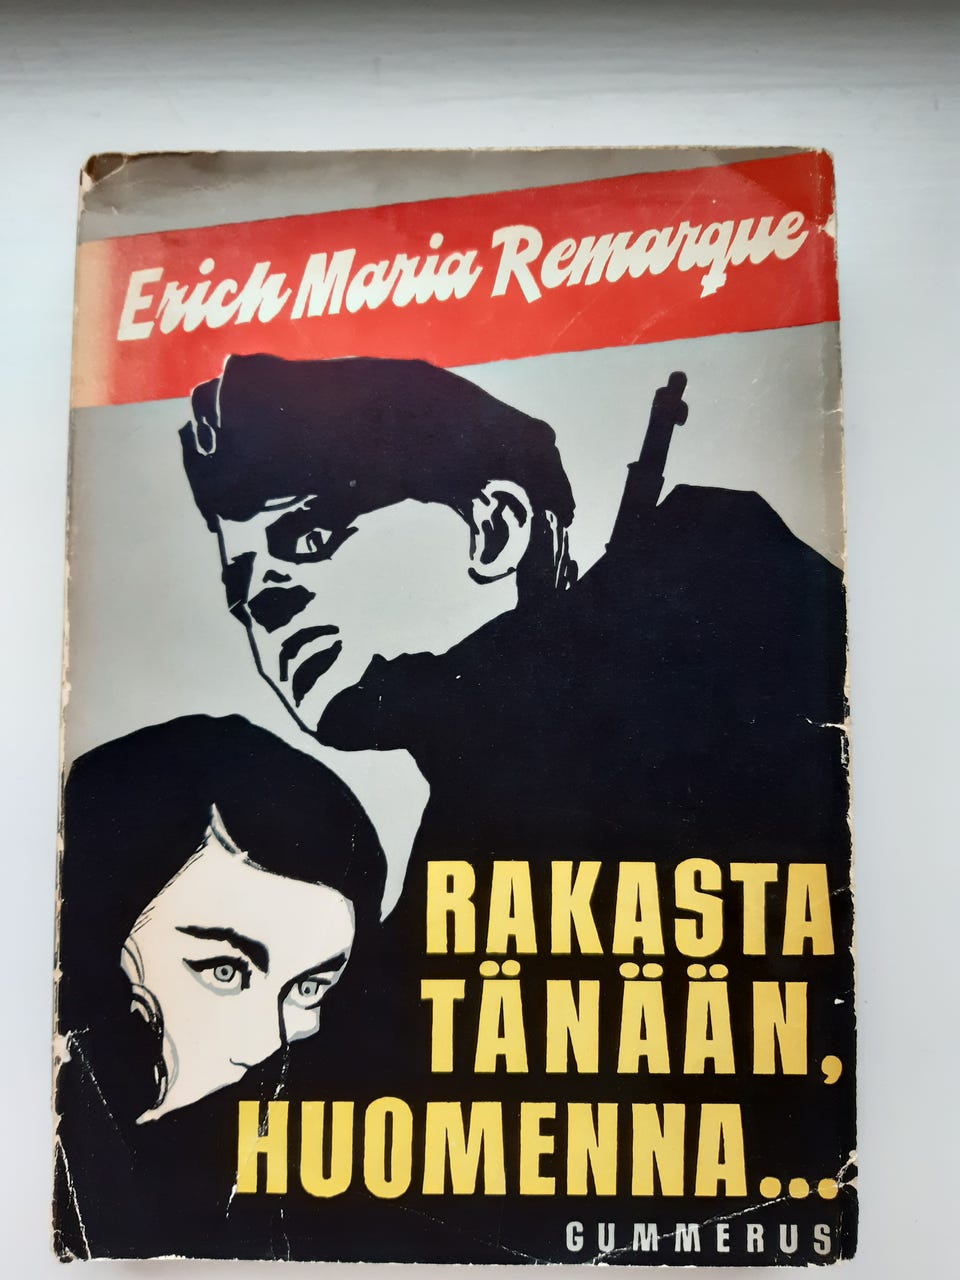 Erich Maria Remarque
RAKASTA
TÄNÄÄN,
HUOMENNA...
GUMMERUS